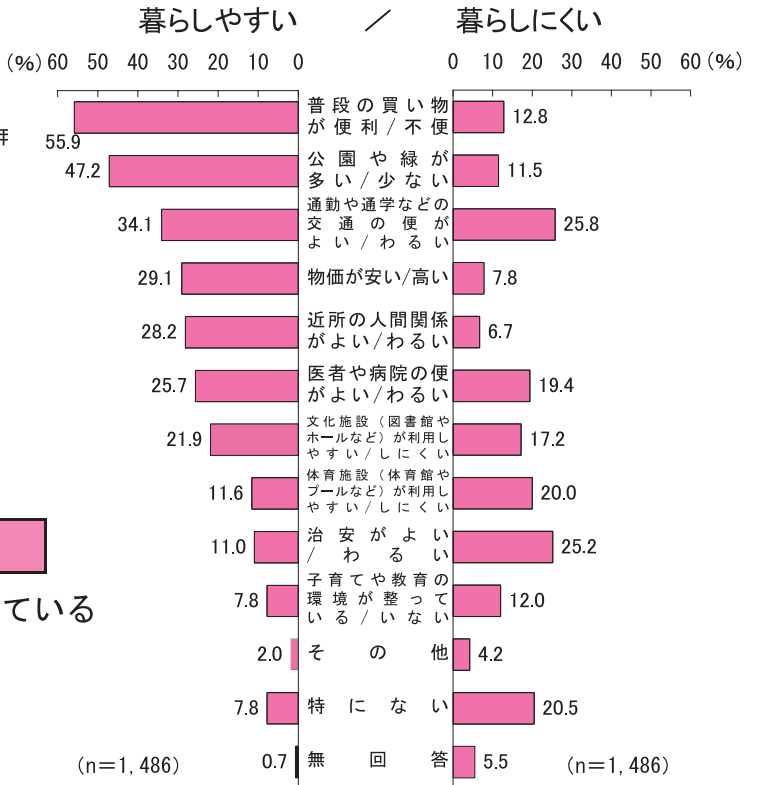 暮らしやすい ／ 暮らしにくい
(%) 60 50 40 30 20 10 0 0 10 20 30 40 50 60 (%)
普段の買い物
が便利/不便
55.9 12.8
公園や緑が
多い/少ない
47.2 11.5
通勤や通学などの
交通の便が
よい/わるい
34.1 25.8
物価が安い/高い
29.1 7.8
近所の人間関係
がよい/わるい
28.2 6.7
医者や病院の便
がよい/わるい
25.7 19.4
文化施設（図書館や
ホールなど）が利用し
やすい/しにくい
21.9 17.2
体育施設（体育館や
プールなど）が利用し
やすい/しにくい
11.6 20.0
治安がよい
/わるい
11.0 25.2
子育てや教育の
環境が整って
いる/いない
7.8 12.0
ている
その他
2.0 4.2
特にない
7.8 20.5
無回答
0.7 5.5
(n＝1,486) (n＝1,486)